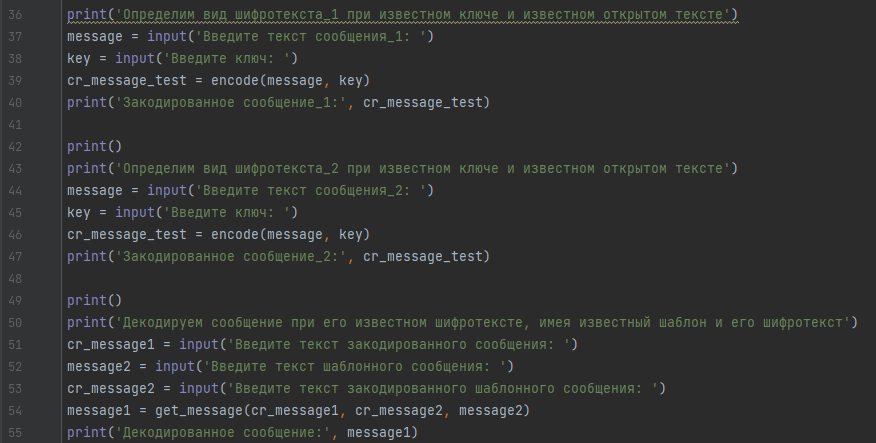 36 print('Определим вид шифротекста_1 при известном ключе и известном открытом тексте')
37 message = input('Введите текст сообщения_1: ')
38 key = input('Введите ключ: ')
39 cr_message_test = encode(message, key)
40 print('Закодированное сообщение_1:', cr_message_test)
41
42 print()
43 print('Определим вид шифротекста_2 при известном ключе и известном открытом тексте')
44 message = input('Введите текст сообщения_2: ')
45 key = input('Введите ключ: ')
46 cr_message_test = encode(message, key)
47 print('Закодированное сообщение_2:', cr_message_test)
48
49 print()
50 print('Декодируем сообщение при его известном шифротексте, имея известный шаблон и его шифротекст')
51 cr_message1 = input('Введите текст закодированного сообщения: ')
52 message2 = input('Введите текст шаблонного сообщения: ')
53 cr_message2 = input('Введите текст закодированного шаблонного сообщения: ')
54 message1 = get_message(cr_message1, cr_message2, message2)
55 print('Декодированное сообщение:', message1)